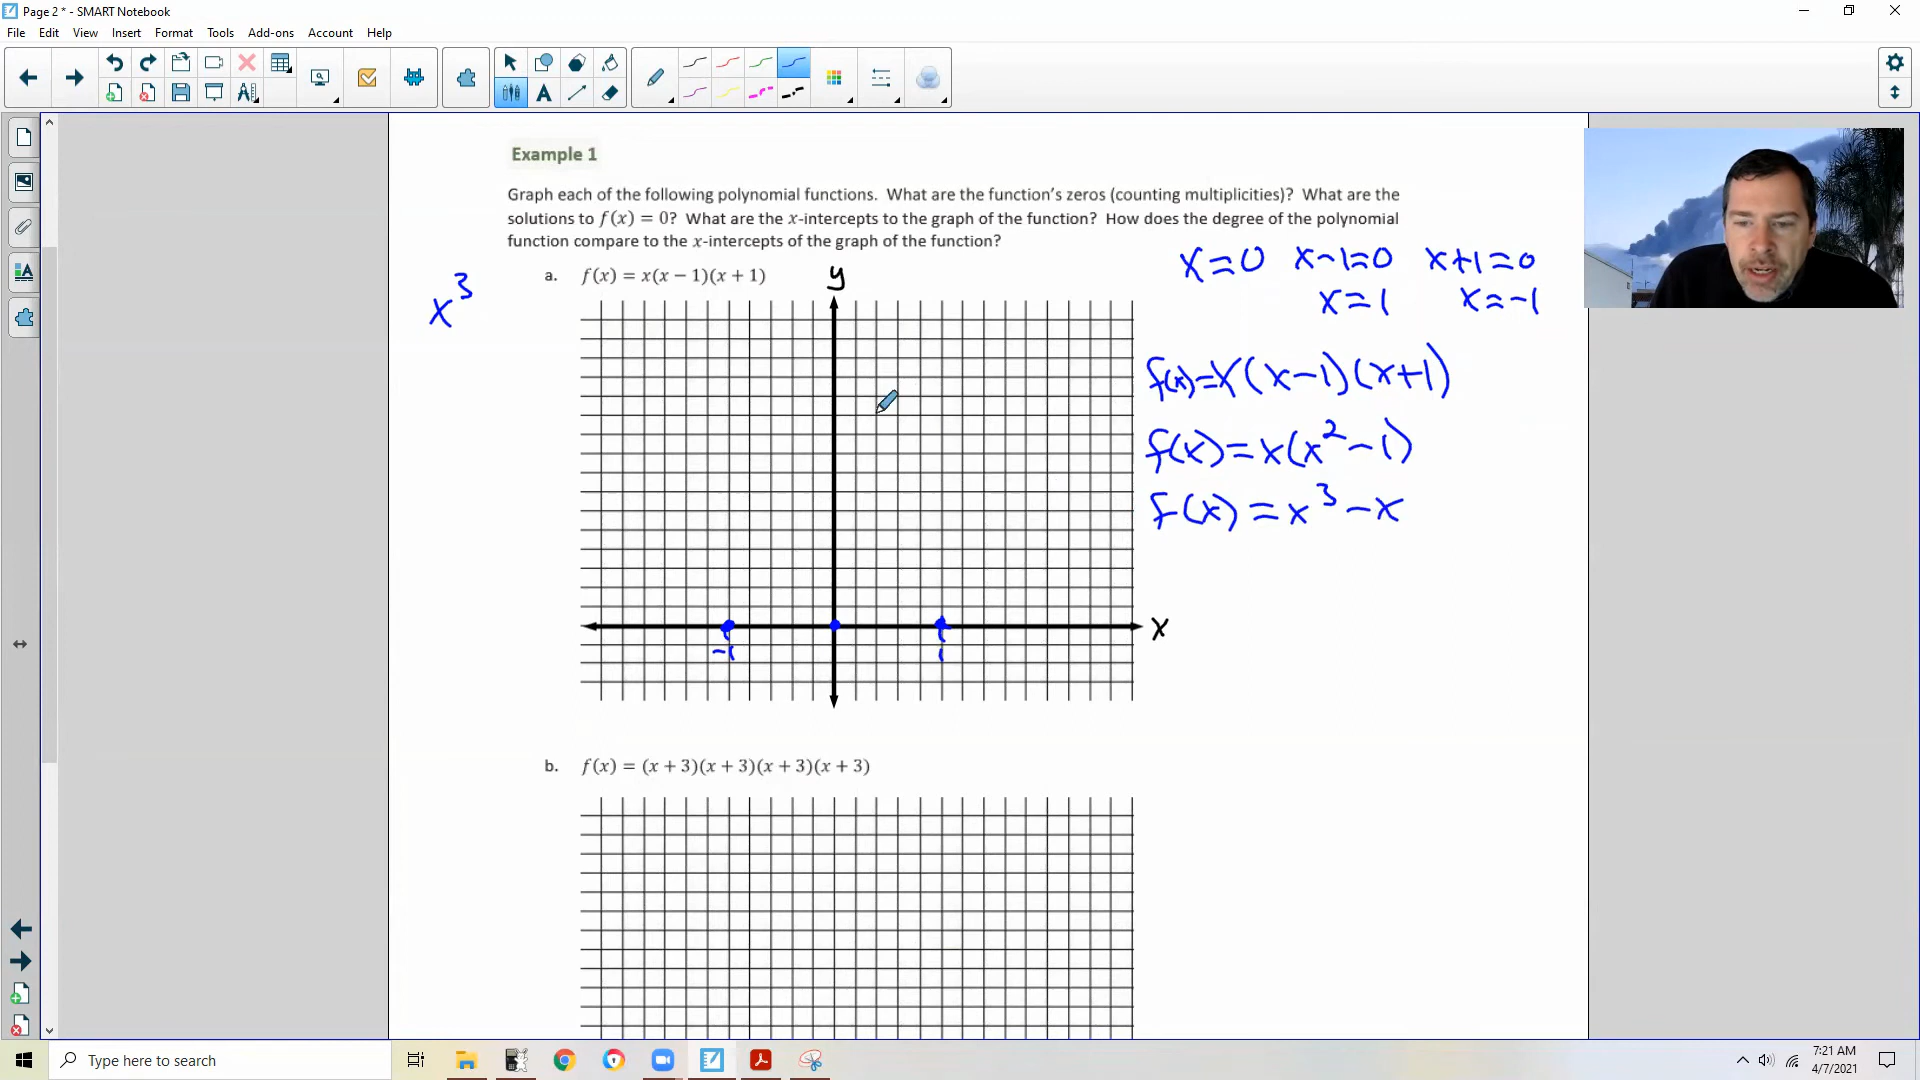 Page 2 * - SMART Notebook
File Edit View Insert Format Tools Add-ons Account Help
Example 1
Graph each of the following polynomial functions. What are the function's zeros (counting multiplicities)? What are the
solutions to f(x) = 0? What are the x-intercepts to the graph of the function? How does the degree of the polynomial
function compare to the x-intercepts of the graph of the function?
x=0 x-1=0 x+1=0
x=1 x=-1
a. f(x) = x(x − 1)(x + 1)
y
x³
f(x)=x(x-1)(x+1)
f(x)=x(x²-1)
f(x)=x³-x
x
-1 1
b. f(x) = (x + 3)(x + 3)(x + 3)(x + 3)
Type here to search
7:21 AM
4/7/2021